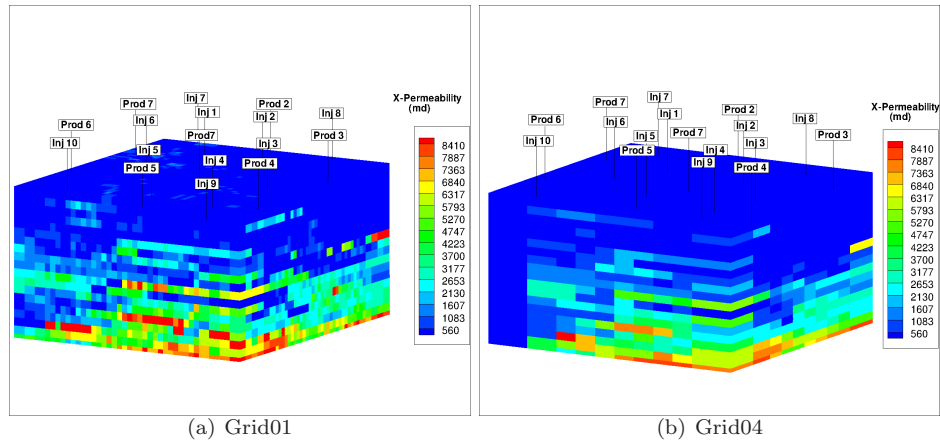 Inj 7
Prod 7
Prod 2
Inj 1
Inj 8
Inj 6
Inj 2
Prod 6
Prod7
Prod 3
Inj 10
Inj 3
Inj 5
Inj 4
Prod 4
Prod 5
Inj 9
X-Permeability
(md)
8410
7887
7363
6840
6317
5793
5270
4747
4223
3700
3177
2653
2130
1607
1083
560
(a) Grid01
Inj 7
Prod 7
Prod 2
Inj 1
Inj 8
Prod 6
Inj 6
Inj 2
Inj 5
Prod 7
Prod 3
Inj 10
Inj 3
Prod 5
Inj 4
Inj 9
Prod 4
X-Permeability
(md)
8410
7887
7363
6840
6317
5793
5270
4747
4223
3700
3177
2653
2130
1607
1083
560
(b) Grid04